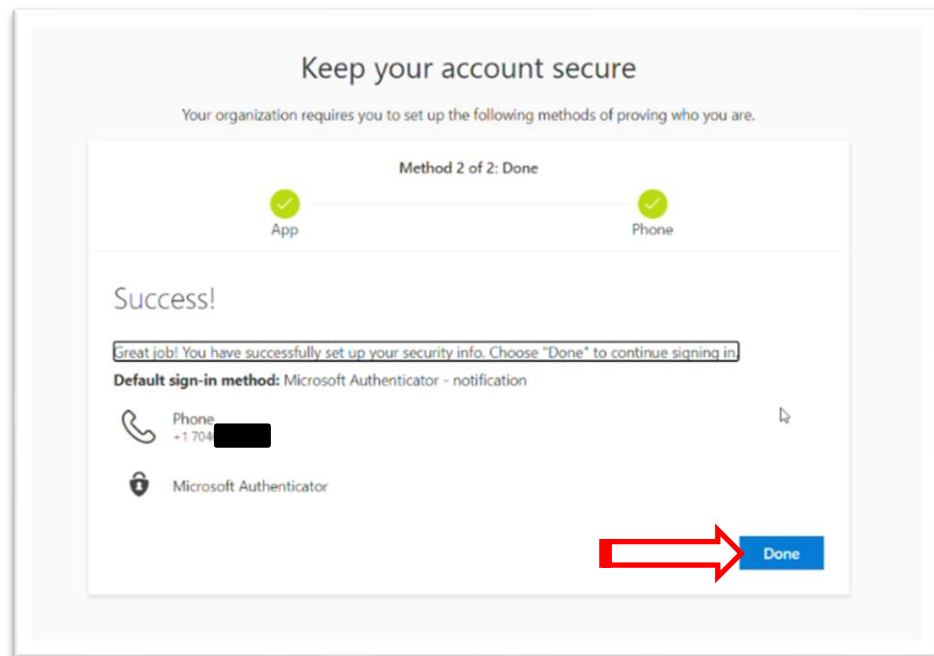 Keep your account secure
Your organization requires you to set up the following methods of proving who you are.
Method 2 of 2: Done
App
Phone
Success!
Great job! You have successfully set up your security info. Choose "Done" to continue signing in.
Default sign-in method: Microsoft Authenticator - notification
Phone
+1 704
Microsoft Authenticator
Done